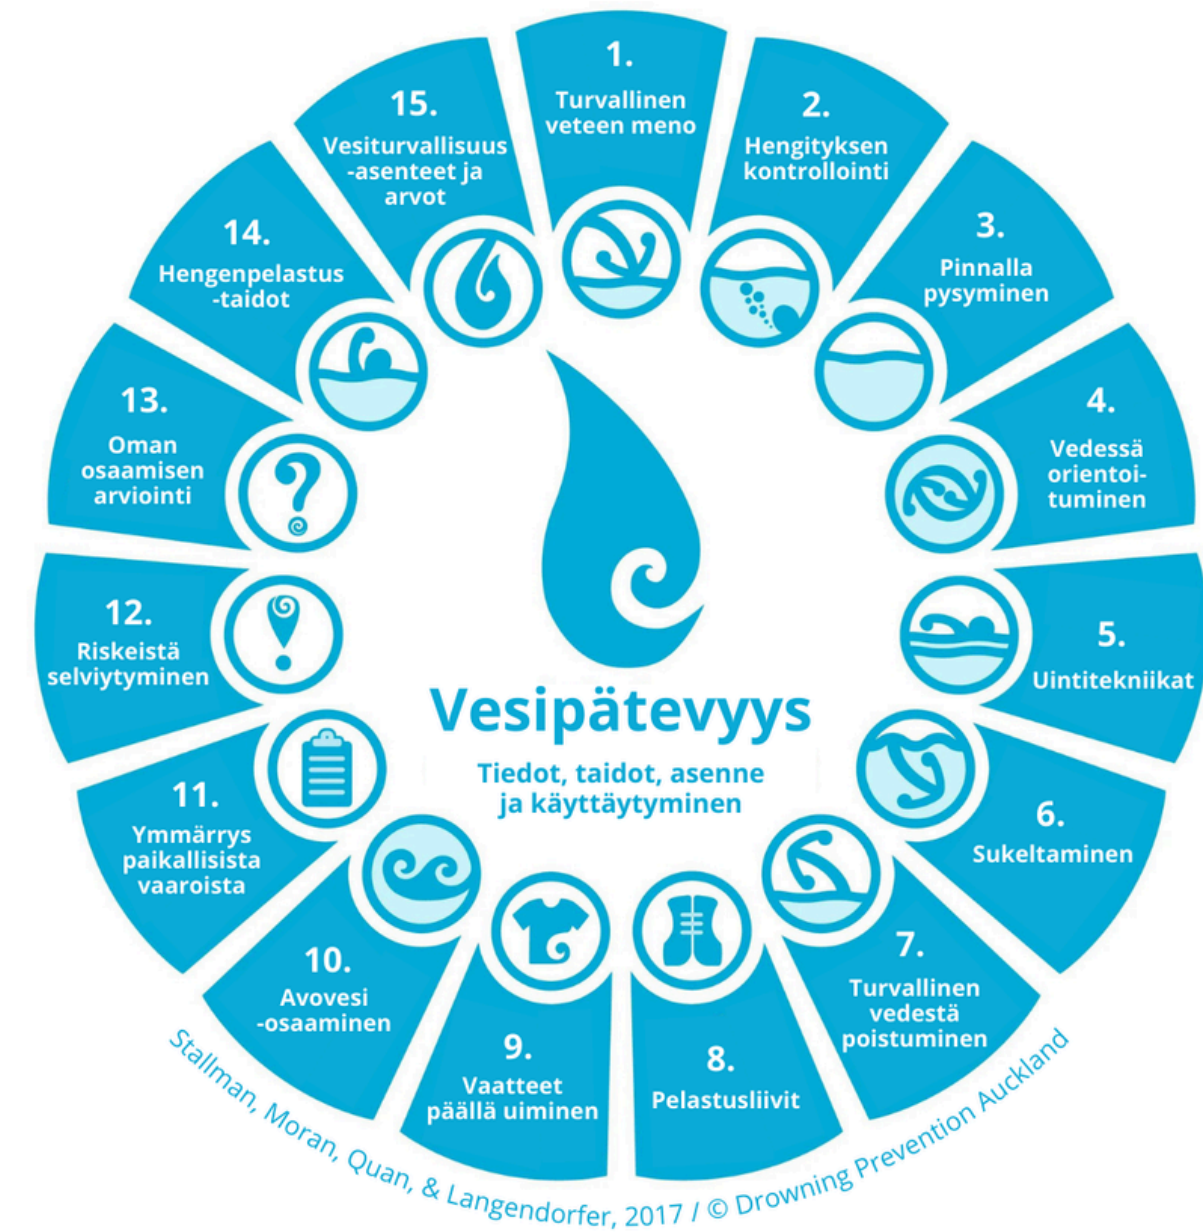 1.
Turvallinen
veteen meno
2.
Hengityksen
kontrollointi
3.
Pinnalla
pysyminen
4.
Vedessä
orientoi-
tuminen
5.
Uintitekniikat
6.
Sukeltaminen
7.
Turvallinen
vedestä
poistuminen
8.
Pelastusliivit
9.
Vaatteet
päällä uiminen
10.
Avovesi
-osaaminen
11.
Ymmärrys
paikallisista
vaaroista
12.
Riskeistä
selviytyminen
13.
Oman
osaamisen
arviointi
14.
Hengenpelastus
-taidot
15.
Vesiturvallisuus
-asenteet ja
arvot
Vesipätevyys
Tiedot, taidot, asenne
ja käyttäytyminen
Stallman, Moran, Quan, & Langendorfer, 2017 / © Drowning Prevention Auckland